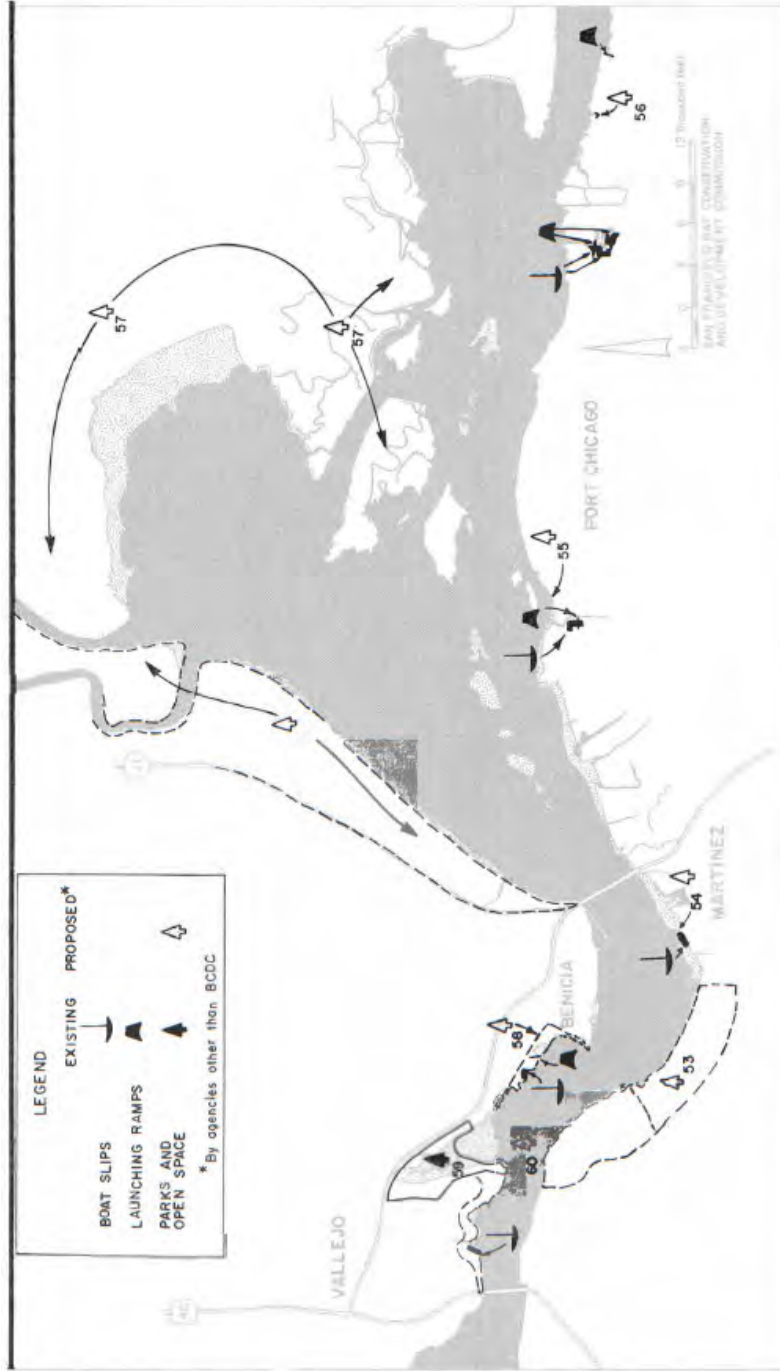 LEGEND
EXISTING PROPOSED*
BOAT SLIPS
LAUNCHING RAMPS
PARKS AND
OPEN SPACE
* By agencies other than BCDC
VALLEJO
BENICIA
MARTINEZ
PORT CHICAGO
53
54
55
56
57
57
58
59
60
SAN FRANCISCO BAY CONSERVATION
AND DEVELOPMENT COMMISSION